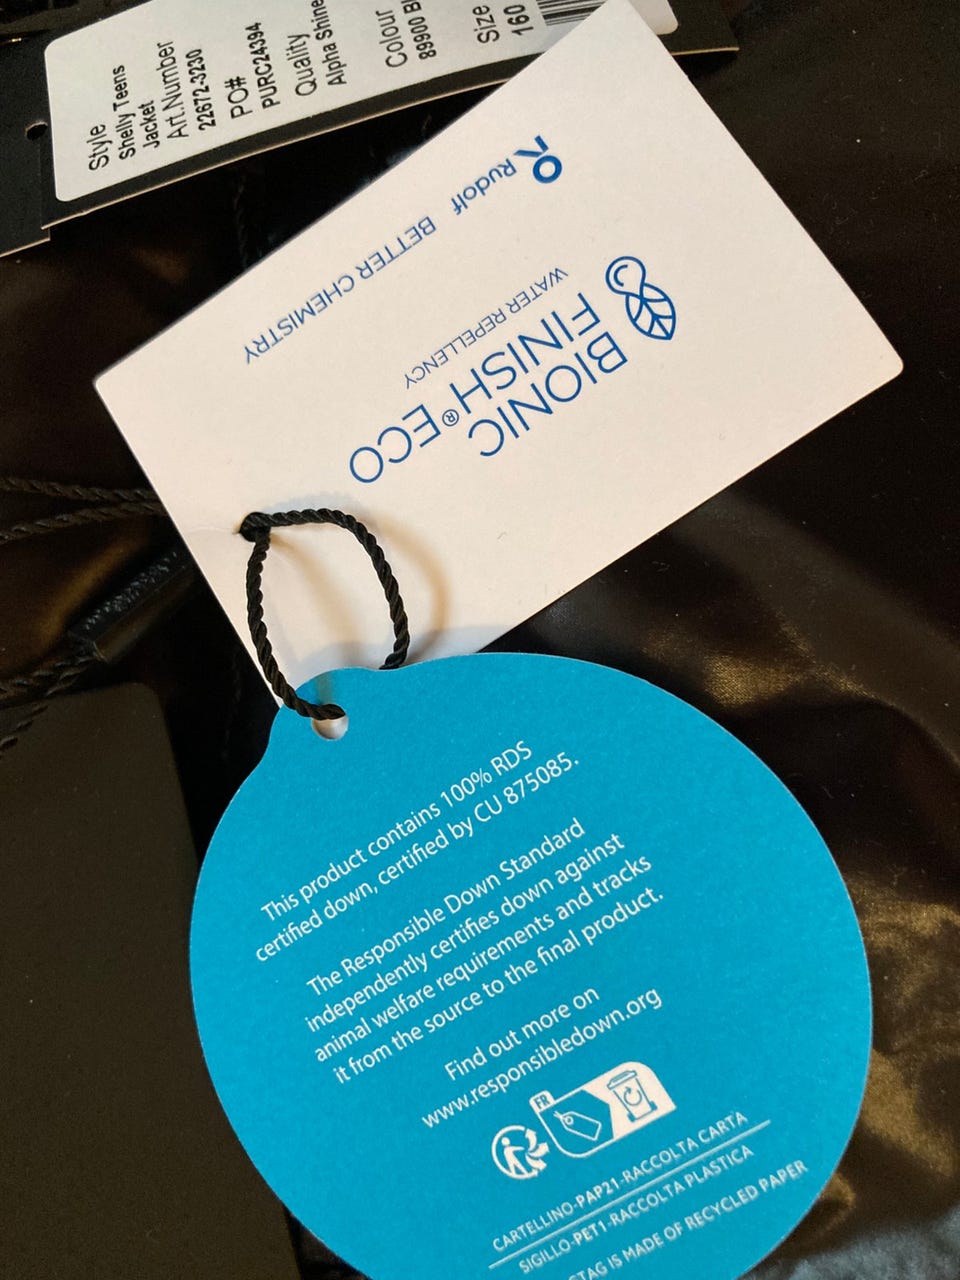 Style
Shelly Teens
Jacket
Art.Number
22672-3230
PO#
PURC24394
Quality
Alpha Shine
Colour
89900
Size
160
Rudolf BETTER CHEMISTRY
BIONIC
FINISH® ECO
WATER REPELLENCY
This product contains 100% RDS
certified down, certified by CU 875085.
The Responsible Down Standard
independently certifies down against
animal welfare requirements and tracks
it from the source to the final product.
Find out more on
www.responsibledown.org
FR
CARTELLINO-PAP21-RACCOLTA CARTA
SIGILLO-PET1-RACCOLTA PLASTICA
IS MADE OF RECYCLED PAPER